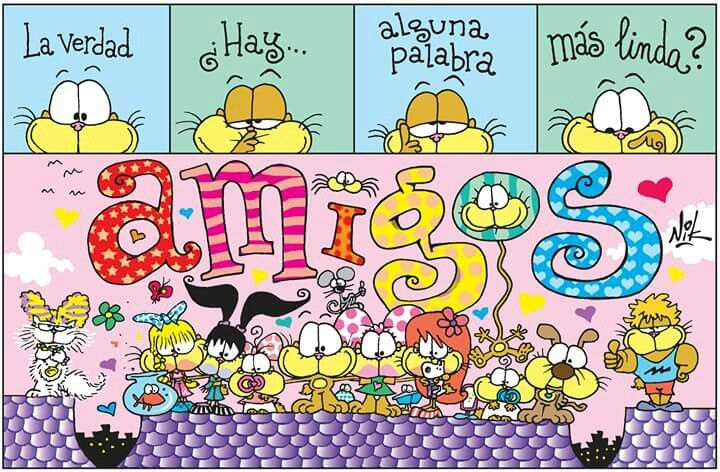 La verdad
¿Hay...
alguna
palabra
más linda?
amigos
Nik